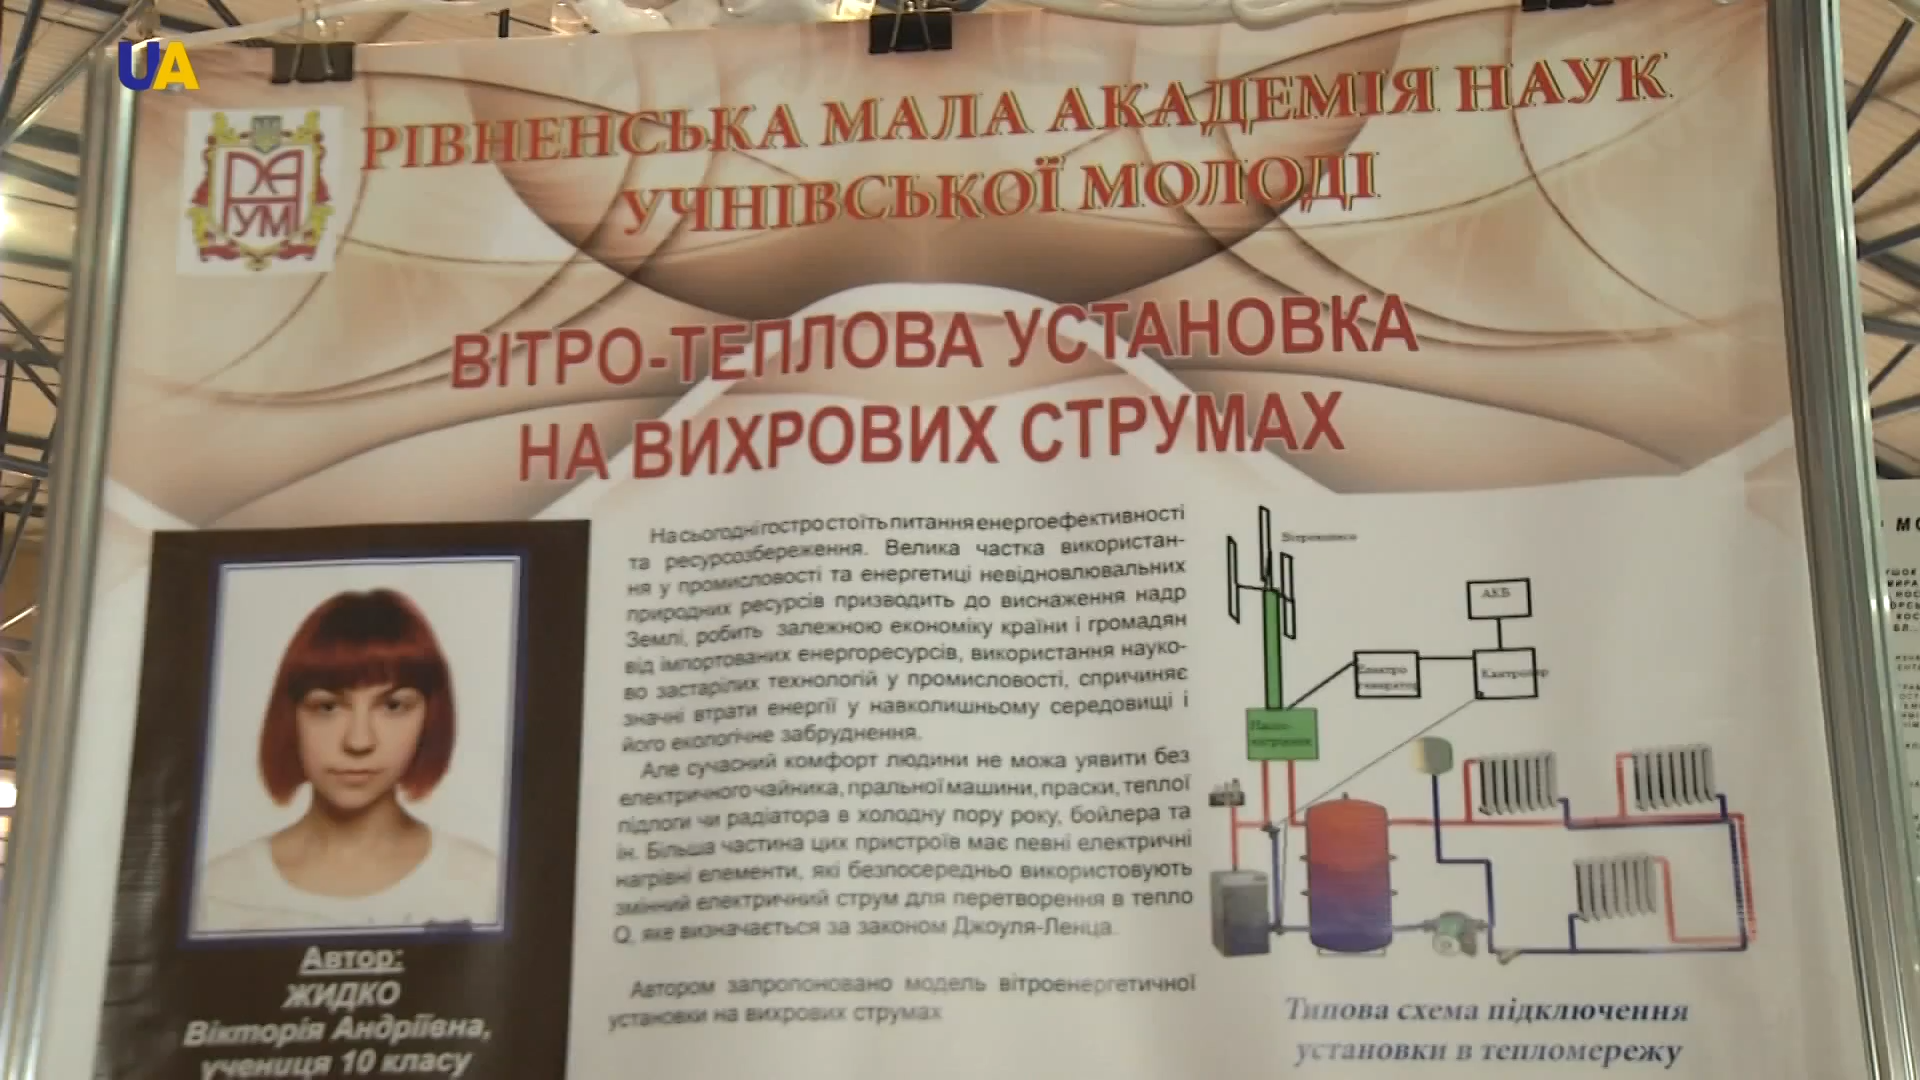 UA
РІВНЕНСЬКА МАЛА АКАДЕМІЯ НАУК
УЧНІВСЬКОЇ МОЛОДІ
УМ
ВІТРО-ТЕПЛОВА УСТАНОВКА
НА ВИХРОВИХ СТРУМАХ
На сьогодні гостро стоїть питання енергоефективності
та ресурсозбереження. Велика частка використан-
ня у промисловості та енергетиці невідновлювальних
природних ресурсів призводить до виснаження надр
Землі, робить залежною економіку країни і громадян
від імпортованих енергоресурсів, використання науко-
во застарілих технологій у промисловості, спричиняє
значні втрати енергії у навколишньому середовищі і
його екологічне забруднення.
Але сучасний комфорт людини не можа уявити без
електричного чайника, пральної машини, праски, теплої
підлоги чи радіатора в холодну пору року, бойлера та
ін. Більша частина цих пристроїв має певні електричні
нагрівні елементи, які безпосередньо використовують
змінний електричний струм для перетворення в тепло
Q, яке визначається за законом Джоуля-Ленца.
Автором запропоновано модель вітроенергетичної
установки на вихрових струмах
Автор:
ЖИДКО
Вікторія Андріївна,
учениця 10 класу
АКБ
Електро
генератор
Контролер
Типова схема підключення
установки в тепломережу